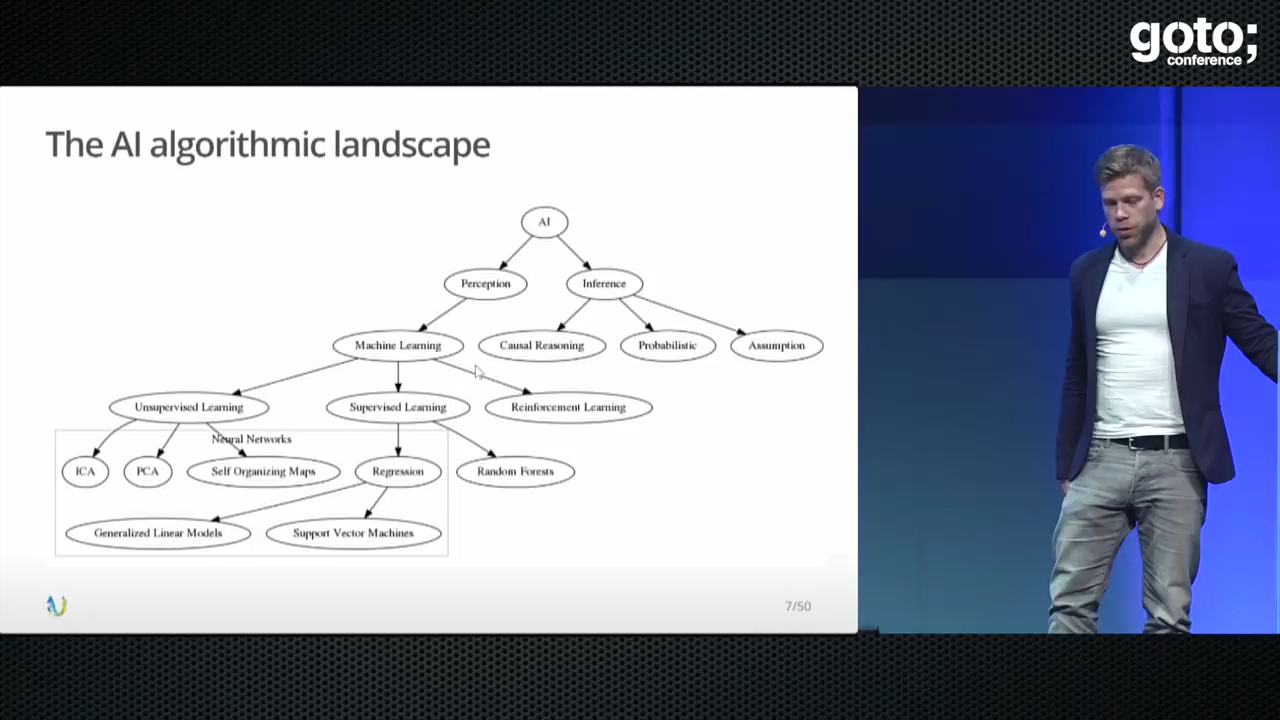 goto;
conference
The AI algorithmic landscape
AI
Perception
Inference
Machine Learning
Causal Reasoning
Probabilistic
Assumption
Unsupervised Learning
Supervised Learning
Reinforcement Learning
Neural Networks
ICA
PCA
Self Organizing Maps
Regression
Random Forests
Generalized Linear Models
Support Vector Machines
7/50